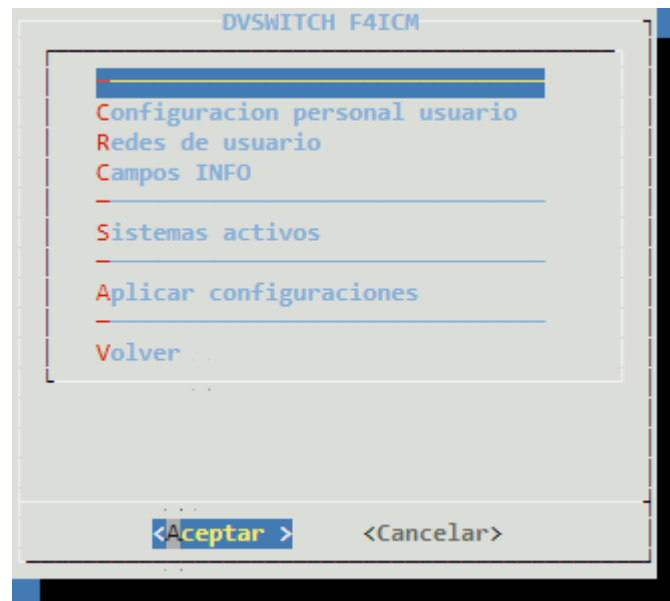 DVSWITCH F4ICM
Configuracion personal usuario
Redes de usuario
Campos INFO
Sistemas activos
Aplicar configuraciones
Volver
<Aceptar > <Cancelar>